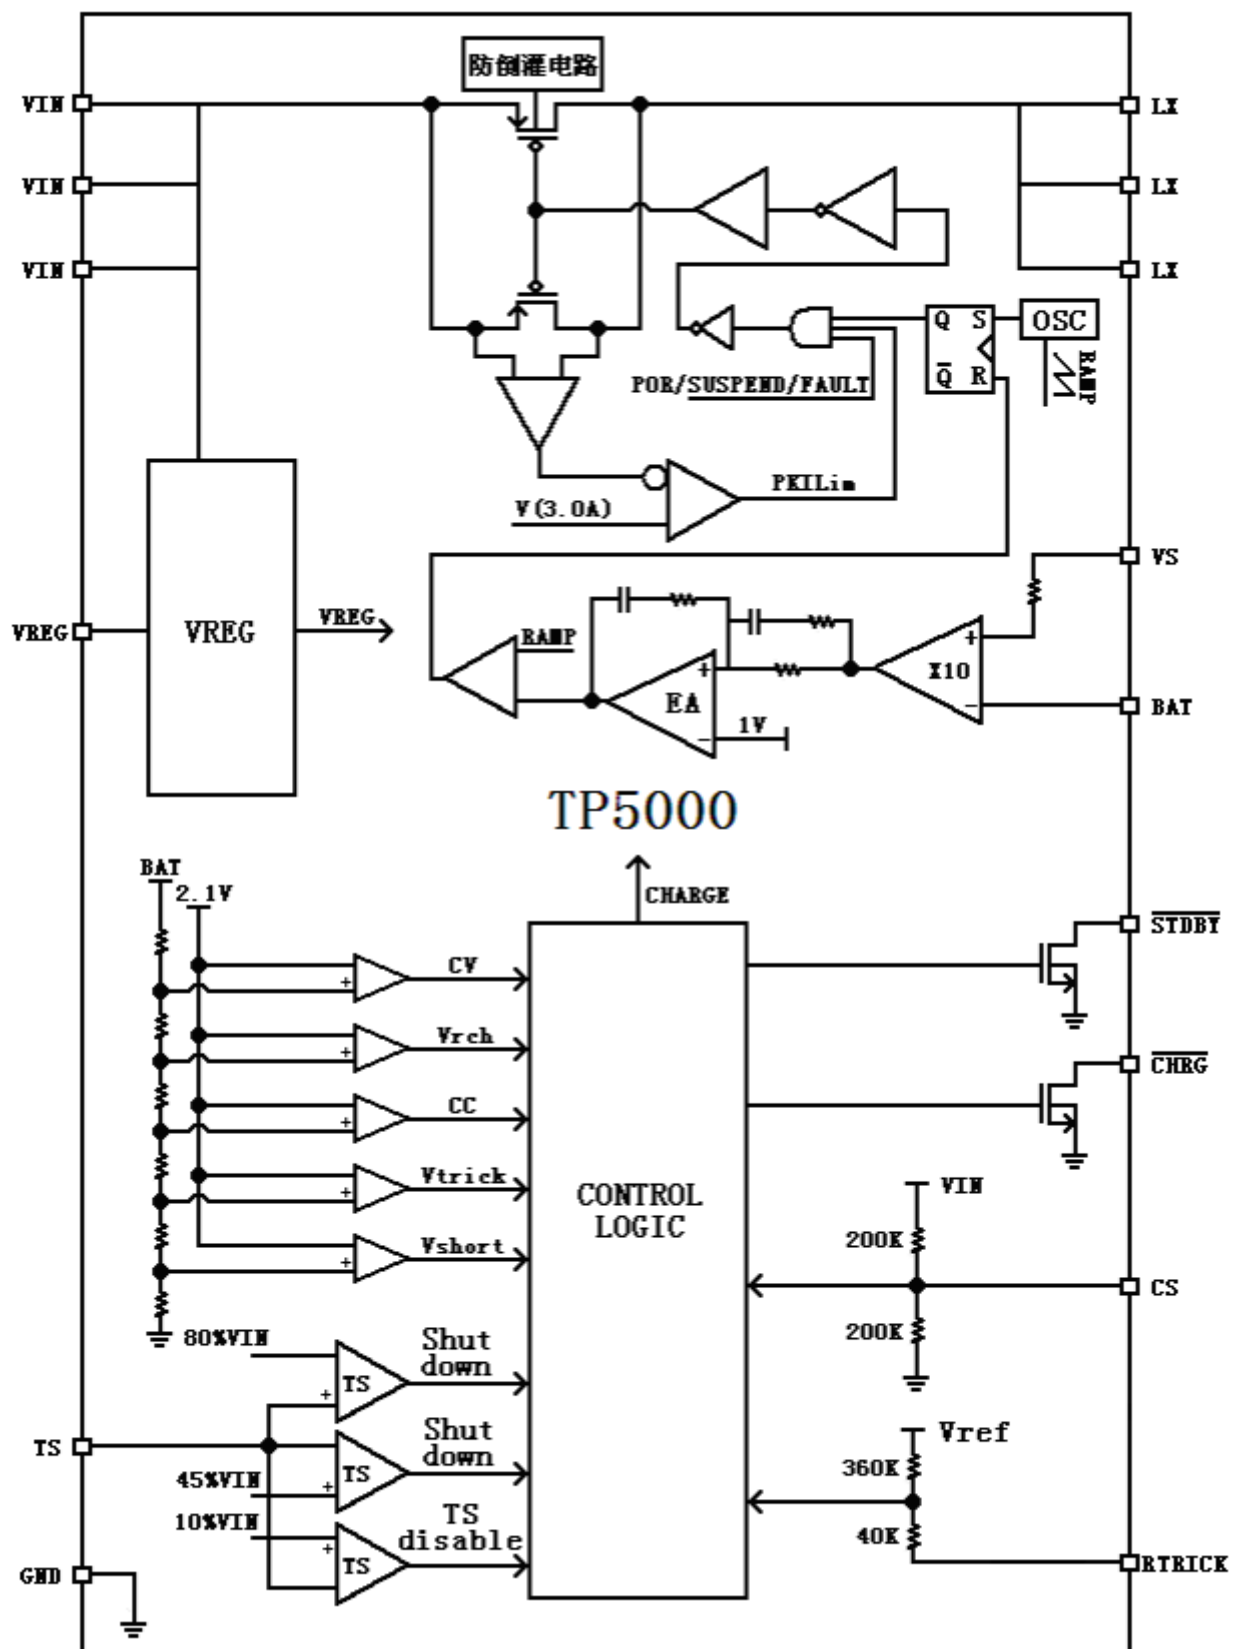 防倒灌电路
VIN
LX
VIN
LX
VIN
LX
Q S
OSC
Q R
RAMP
POR/SUSPEND/FAULT
PKILim
V(3.0A)
VS
VREG
VREG
VREG
RAMP
+
X10
+
EA
-
1V
-
BAT
TP5000
BAT
2.1V
CHARGE
STDBY
CV
+
Vrch
+
CHRG
CC
+
Vtrick
+
CONTROL
LOGIC
VIN
Vshort
+
200K
CS
200K
80%VIN
Shut
down
TS
+
Vref
TS
Shut
down
45%VIN
TS
+
360K
10%VIN
TS
disable
+
TS
40K
GND
RTRICK